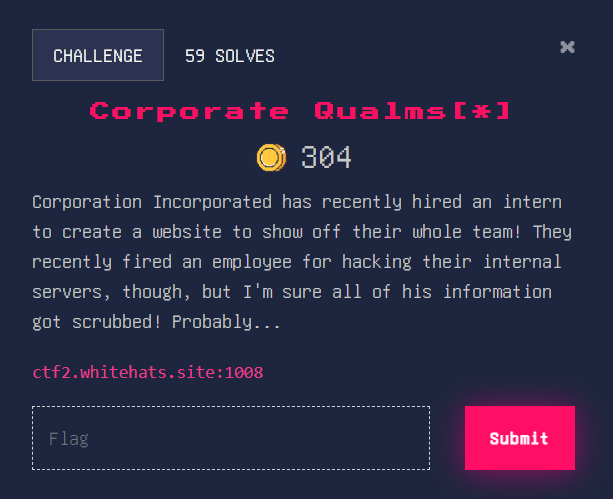 CHALLENGE
59 SOLVES
×
Corporate Qualms[*]
304
Corporation Incorporated has recently hired an intern
to create a website to show off their whole team! They
recently fired an employee for hacking their internal
servers, though, but I'm sure all of his information
got scrubbed! Probably...
ctf2.whitehats.site:1008
Flag
Submit